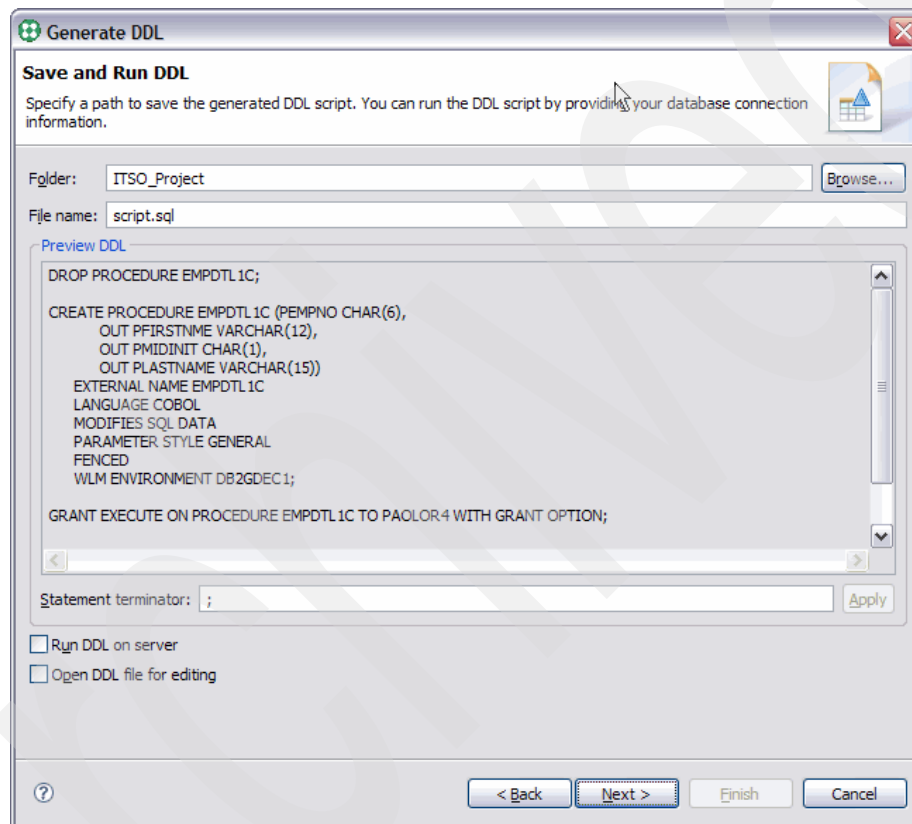 Generate DDL
Save and Run DDL
Specify a path to save the generated DDL script. You can run the DDL script by providing your database connection
information.
Folder: ITSO_Project Browse...
File name: script.sql
Preview DDL
DROP PROCEDURE EMPDTL1C;
CREATE PROCEDURE EMPDTL1C (PEMPNO CHAR(6),
OUT PFIRSTNME VARCHAR(12),
OUT PMIDINIT CHAR(1),
OUT PLASTNAME VARCHAR(15))
EXTERNAL NAME EMPDTL1C
LANGUAGE COBOL
MODIFIES SQL DATA
PARAMETER STYLE GENERAL
FENCED
WLM ENVIRONMENT DB2GDEC1;
GRANT EXECUTE ON PROCEDURE EMPDTL1C TO PAOLOR4 WITH GRANT OPTION;
Statement terminator: ; Apply
Run DDL on server
Open DDL file for editing
? < Back Next > Finish Cancel